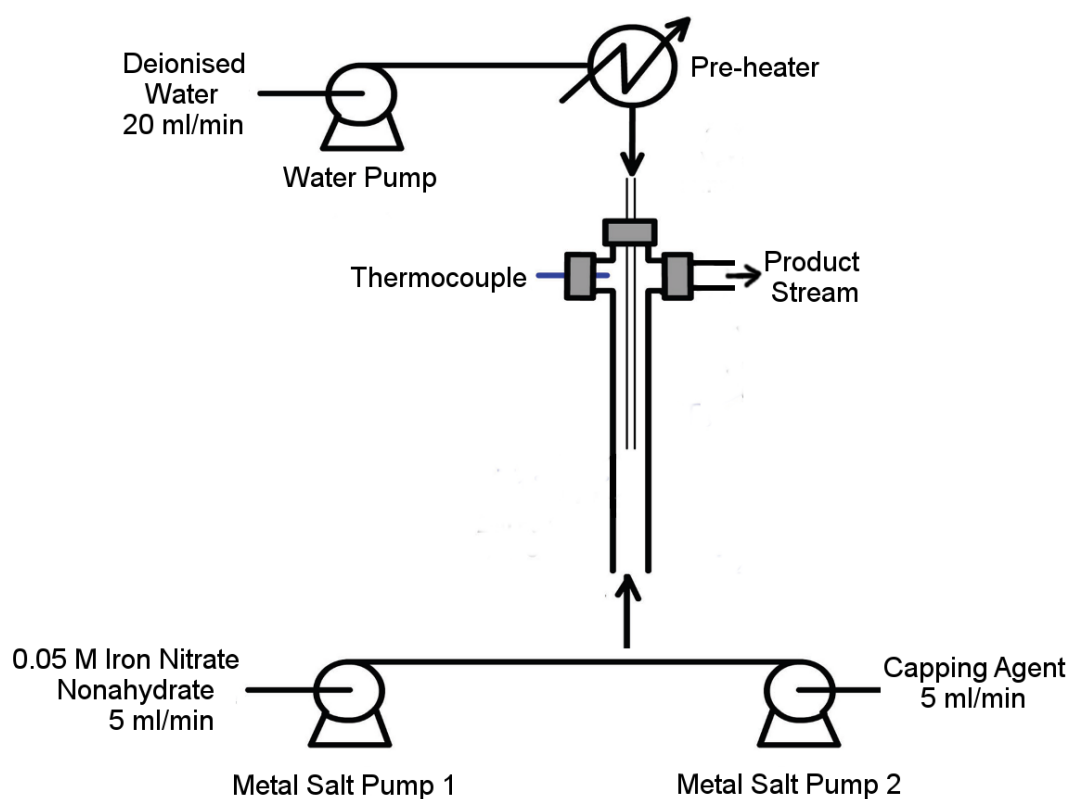 Deionised
Water
20 ml/min
Pre-heater
Water Pump
Thermocouple
Product
Stream
0.05 M Iron Nitrate
Nonahydrate
5 ml/min
Capping Agent
5 ml/min
Metal Salt Pump 1
Metal Salt Pump 2